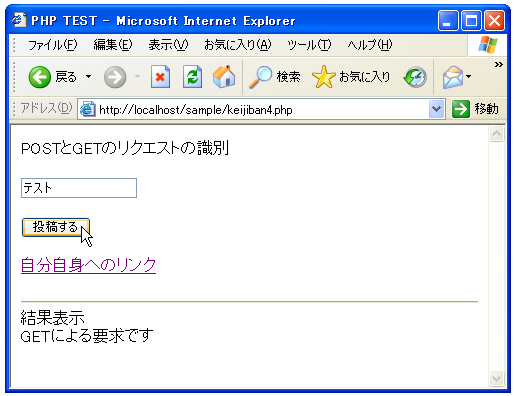 PHP TEST - Microsoft Internet Explorer
ファイル(F) 編集(E) 表示(V) お気に入り(A) ツール(T) ヘルプ(H)
戻る 検索 お気に入り »
アドレス(D) http://localhost/sample/keijiban4.php 移動
POSTとGETのリクエストの識別
テスト
投稿する
自分自身へのリンク
結果表示
GETによる要求です